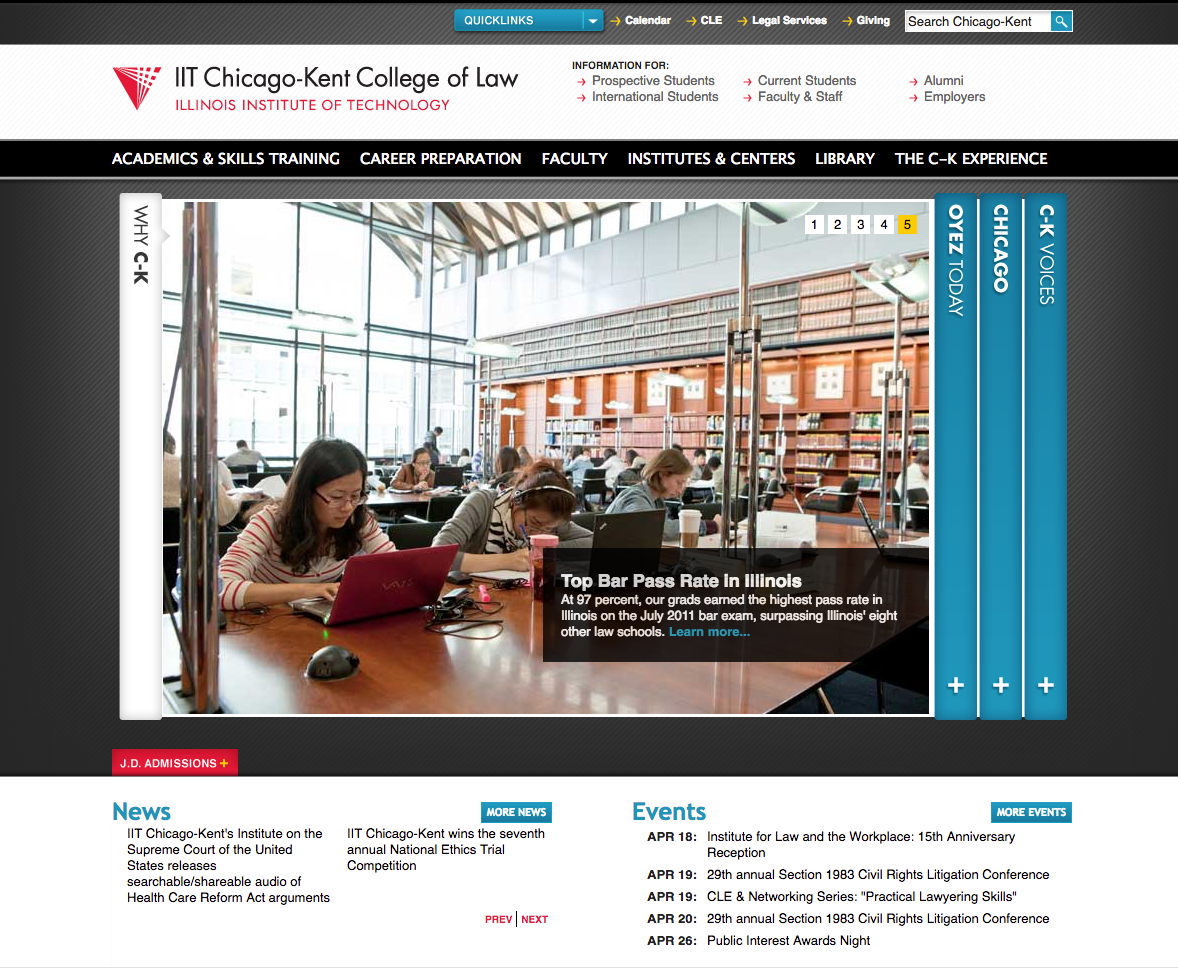 QUICKLINKS
Calendar
CLE
Legal Services
Giving
Search Chicago-Kent
IIT Chicago-Kent College of Law
ILLINOIS INSTITUTE OF TECHNOLOGY
INFORMATION FOR:
Prospective Students
Current Students
Alumni
International Students
Faculty & Staff
Employers
ACADEMICS & SKILLS TRAINING
CAREER PREPARATION
FACULTY
INSTITUTES & CENTERS
LIBRARY
THE C–K EXPERIENCE
WHY C-K
1 2 3 4 5
VAIO
Top Bar Pass Rate in Illinois
At 97 percent, our grads earned the highest pass rate in
Illinois on the July 2011 bar exam, surpassing Illinois' eight
other law schools. Learn more...
OYEZ TODAY
+
CHICAGO
+
C-K VOICES
+
J.D. ADMISSIONS +
News
MORE NEWS
IIT Chicago-Kent's Institute on the
Supreme Court of the United
States releases
searchable/shareable audio of
Health Care Reform Act arguments
IIT Chicago-Kent wins the seventh
annual National Ethics Trial
Competition
PREV | NEXT
Events
MORE EVENTS
APR 18: Institute for Law and the Workplace: 15th Anniversary
Reception
APR 19: 29th annual Section 1983 Civil Rights Litigation Conference
APR 19: CLE & Networking Series: "Practical Lawyering Skills"
APR 20: 29th annual Section 1983 Civil Rights Litigation Conference
APR 26: Public Interest Awards Night